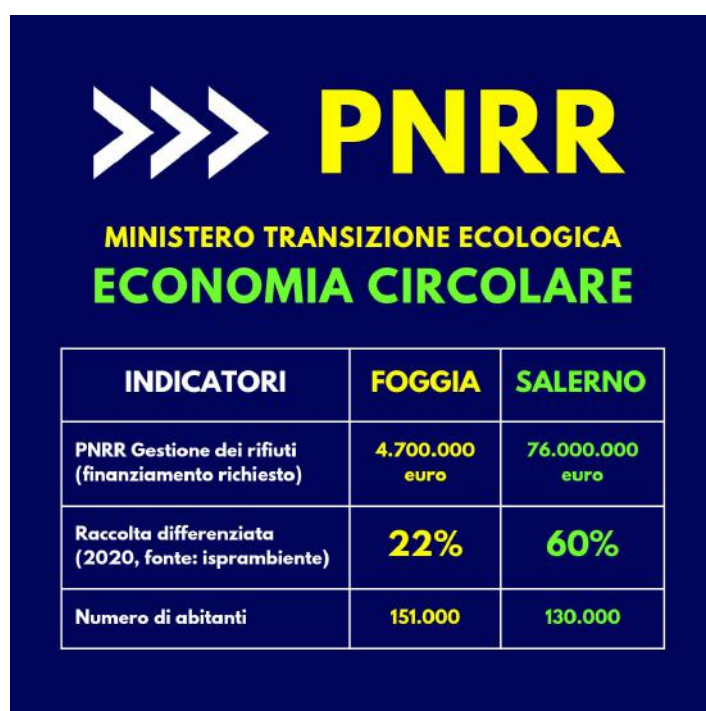 >>> PNRR
MINISTERO TRANSIZIONE ECOLOGICA
ECONOMIA CIRCOLARE
INDICATORI FOGGIA SALERNO
PNRR Gestione dei rifiuti
(finanziamento richiesto)
4.700.000
euro
76.000.000
euro
Raccolta differenziata
(2020, fonte: isprambiente)
22%
60%
Numero di abitanti 151.000 130.000